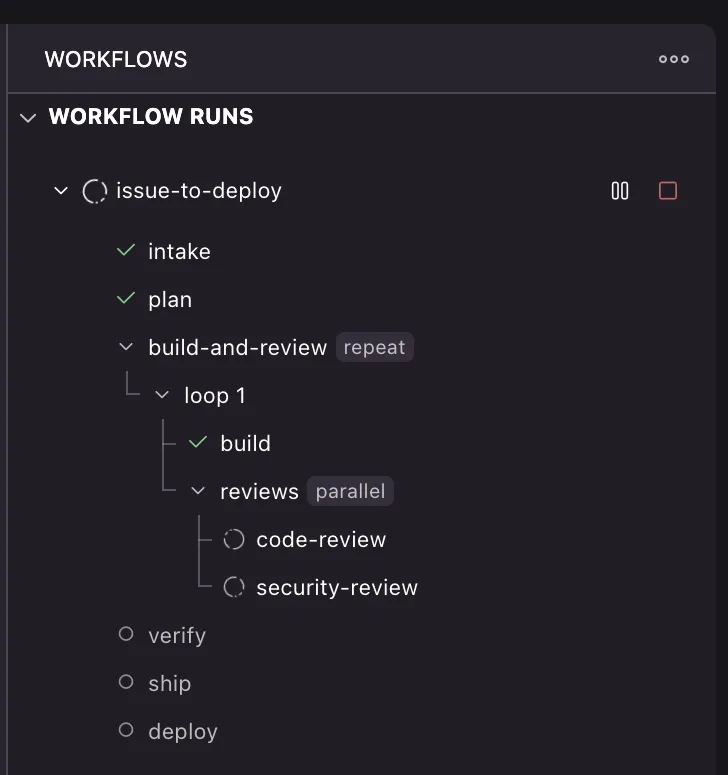 WORKFLOWS
WORKFLOW RUNS
issue-to-deploy
intake
plan
build-and-review repeat
loop 1
build
reviews parallel
code-review
security-review
verify
ship
deploy